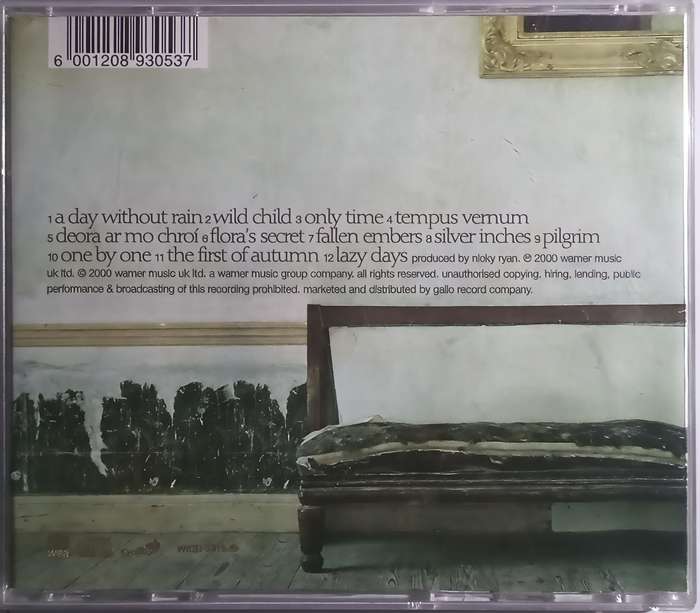 6 001208 930537
1 a day without rain 2 wild child 3 only time 4 tempus vernum
5 deora ar mo chroí 6 flora's secret 7 fallen embers 8 silver inches 9 pilgrim
10 one by one 11 the first of autumn 12 lazy days produced by nicky ryan. ℗ 2000 warner music
uk ltd. © 2000 warner music uk ltd. a warner music group company. all rights reserved. unauthorised copying, hiring, lending, public
performance & broadcasting of this recording prohibited. marketed and distributed by gallo record company.